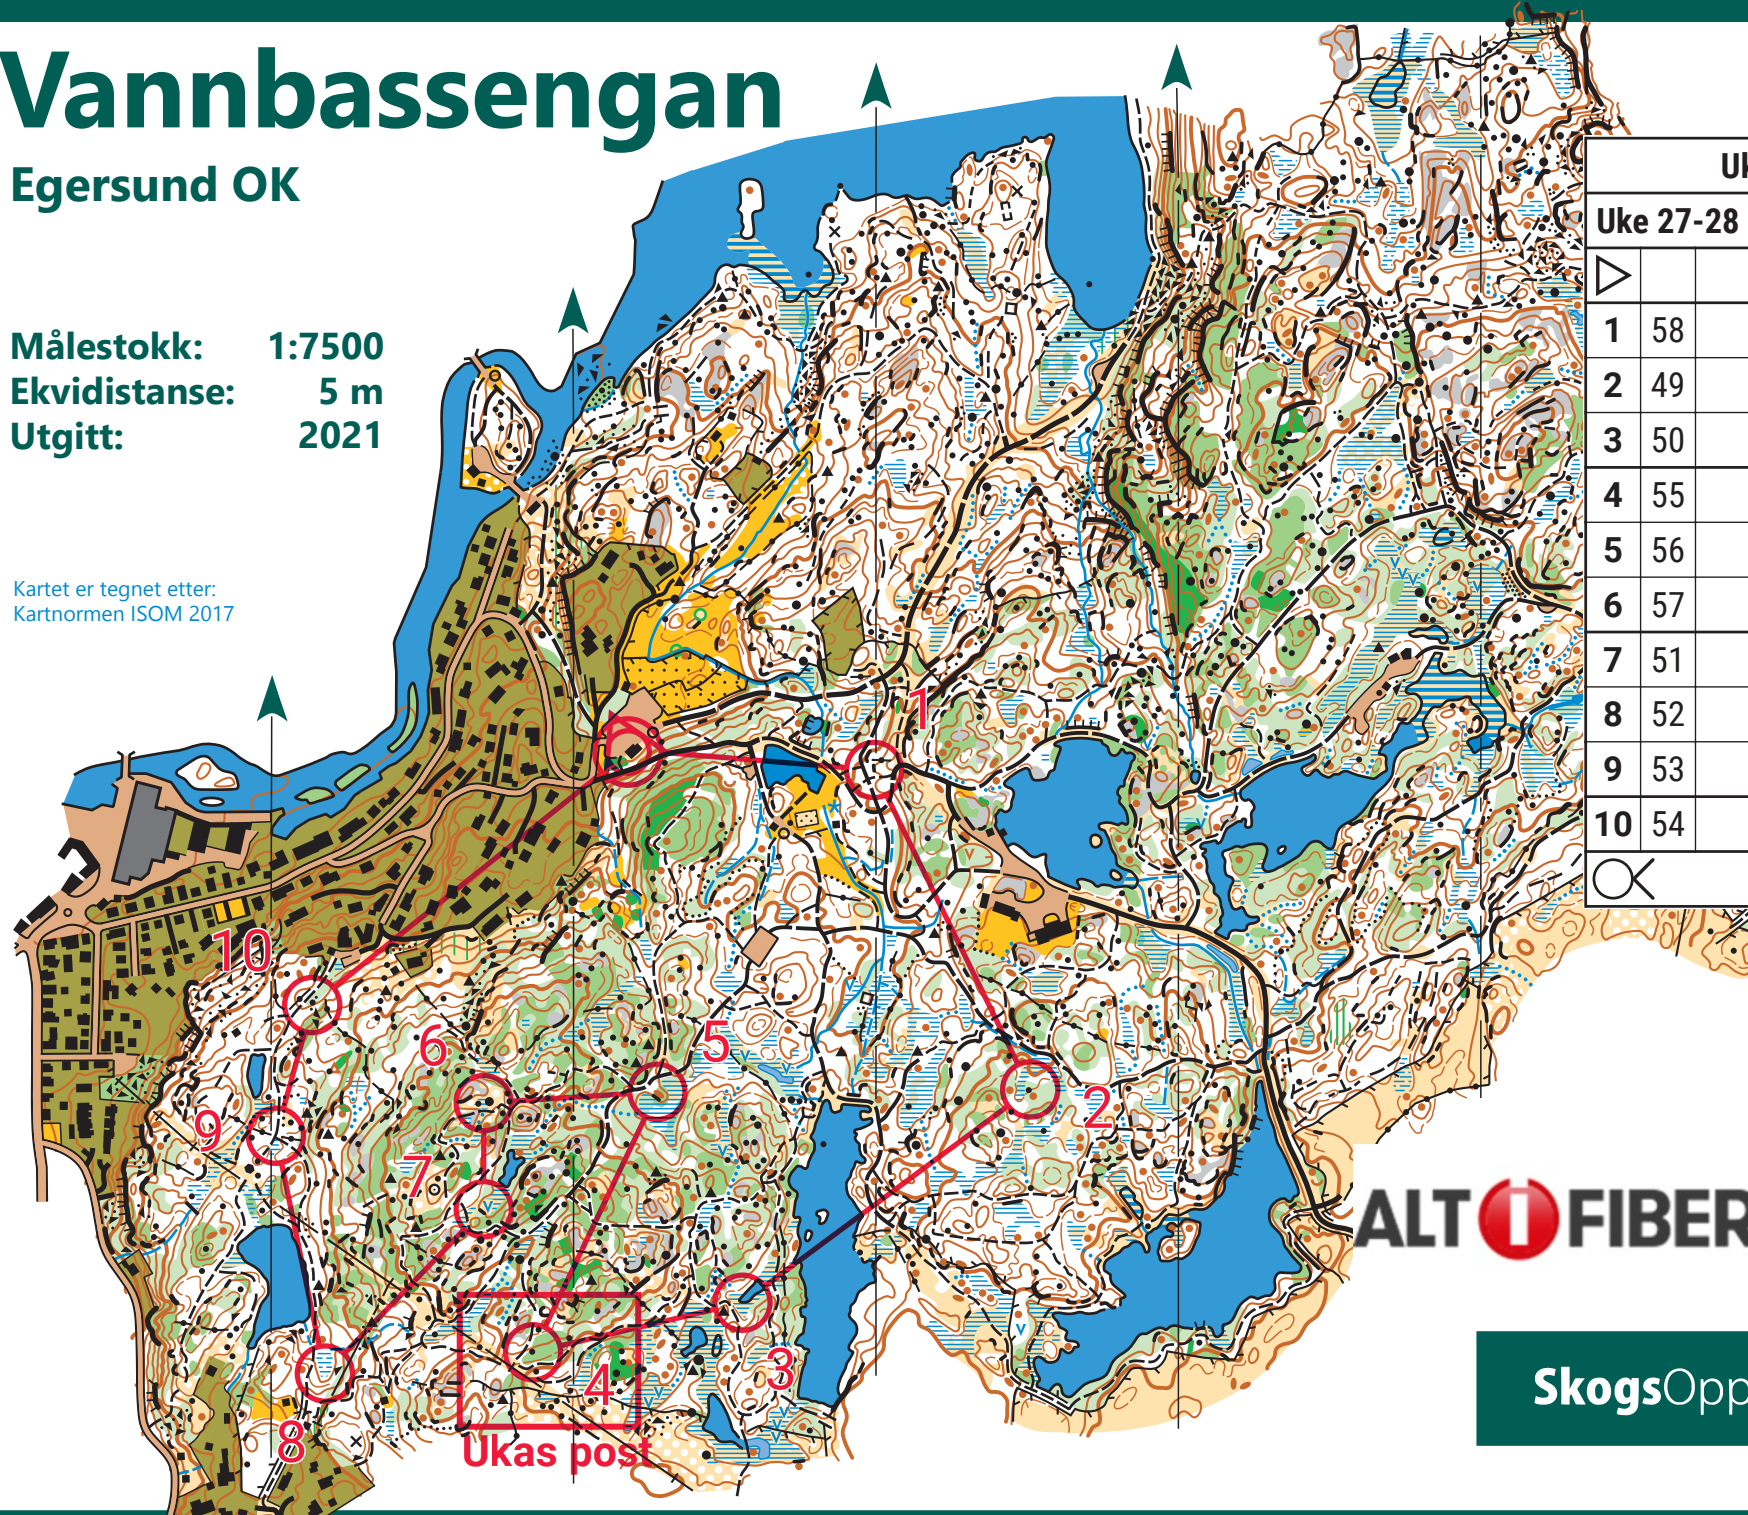 Vannbassengan
Egersund OK
Målestokk: 1:7500
Ekvidistanse: 5 m
Utgitt: 2021
Kartet er tegnet etter:
Kartnormen ISOM 2017
Uke 27-28
1 58
2 49
3 50
4 55
5 56
6 57
7 51
8 52
9 53
10 54
1
10
6
5
2
9
7
3
4
8
Ukas post
ALT FIBER
SkogsOpp